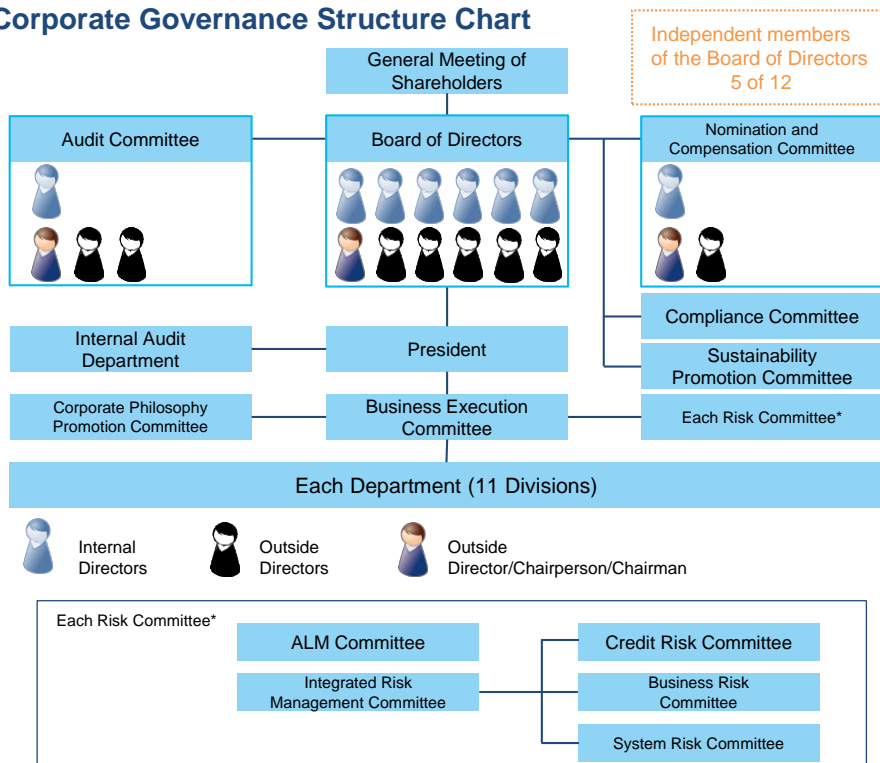 Corporate Governance Structure Chart
Independent members
of the Board of Directors
5 of 12
General Meeting of
Shareholders
Audit Committee
Board of Directors
Nomination and
Compensation Committee
Compliance Committee
Internal Audit
Department
President
Sustainability
Promotion Committee
Corporate Philosophy
Promotion Committee
Business Execution
Committee
Each Risk Committee*
Each Department (11 Divisions)
Internal
Directors
Outside
Directors
Outside
Director/Chairperson/Chairman
Each Risk Committee*
ALM Committee
Credit Risk Committee
Integrated Risk
Management Committee
Business Risk
Committee
System Risk Committee